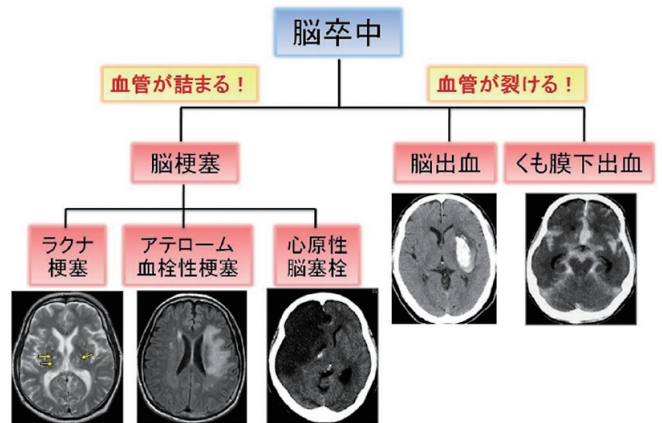 脳卒中
血管が詰まる！
血管が裂ける！
脳梗塞
脳出血
くも膜下出血
ラクナ
梗塞
アテローム
血栓性梗塞
心原性
脳塞栓